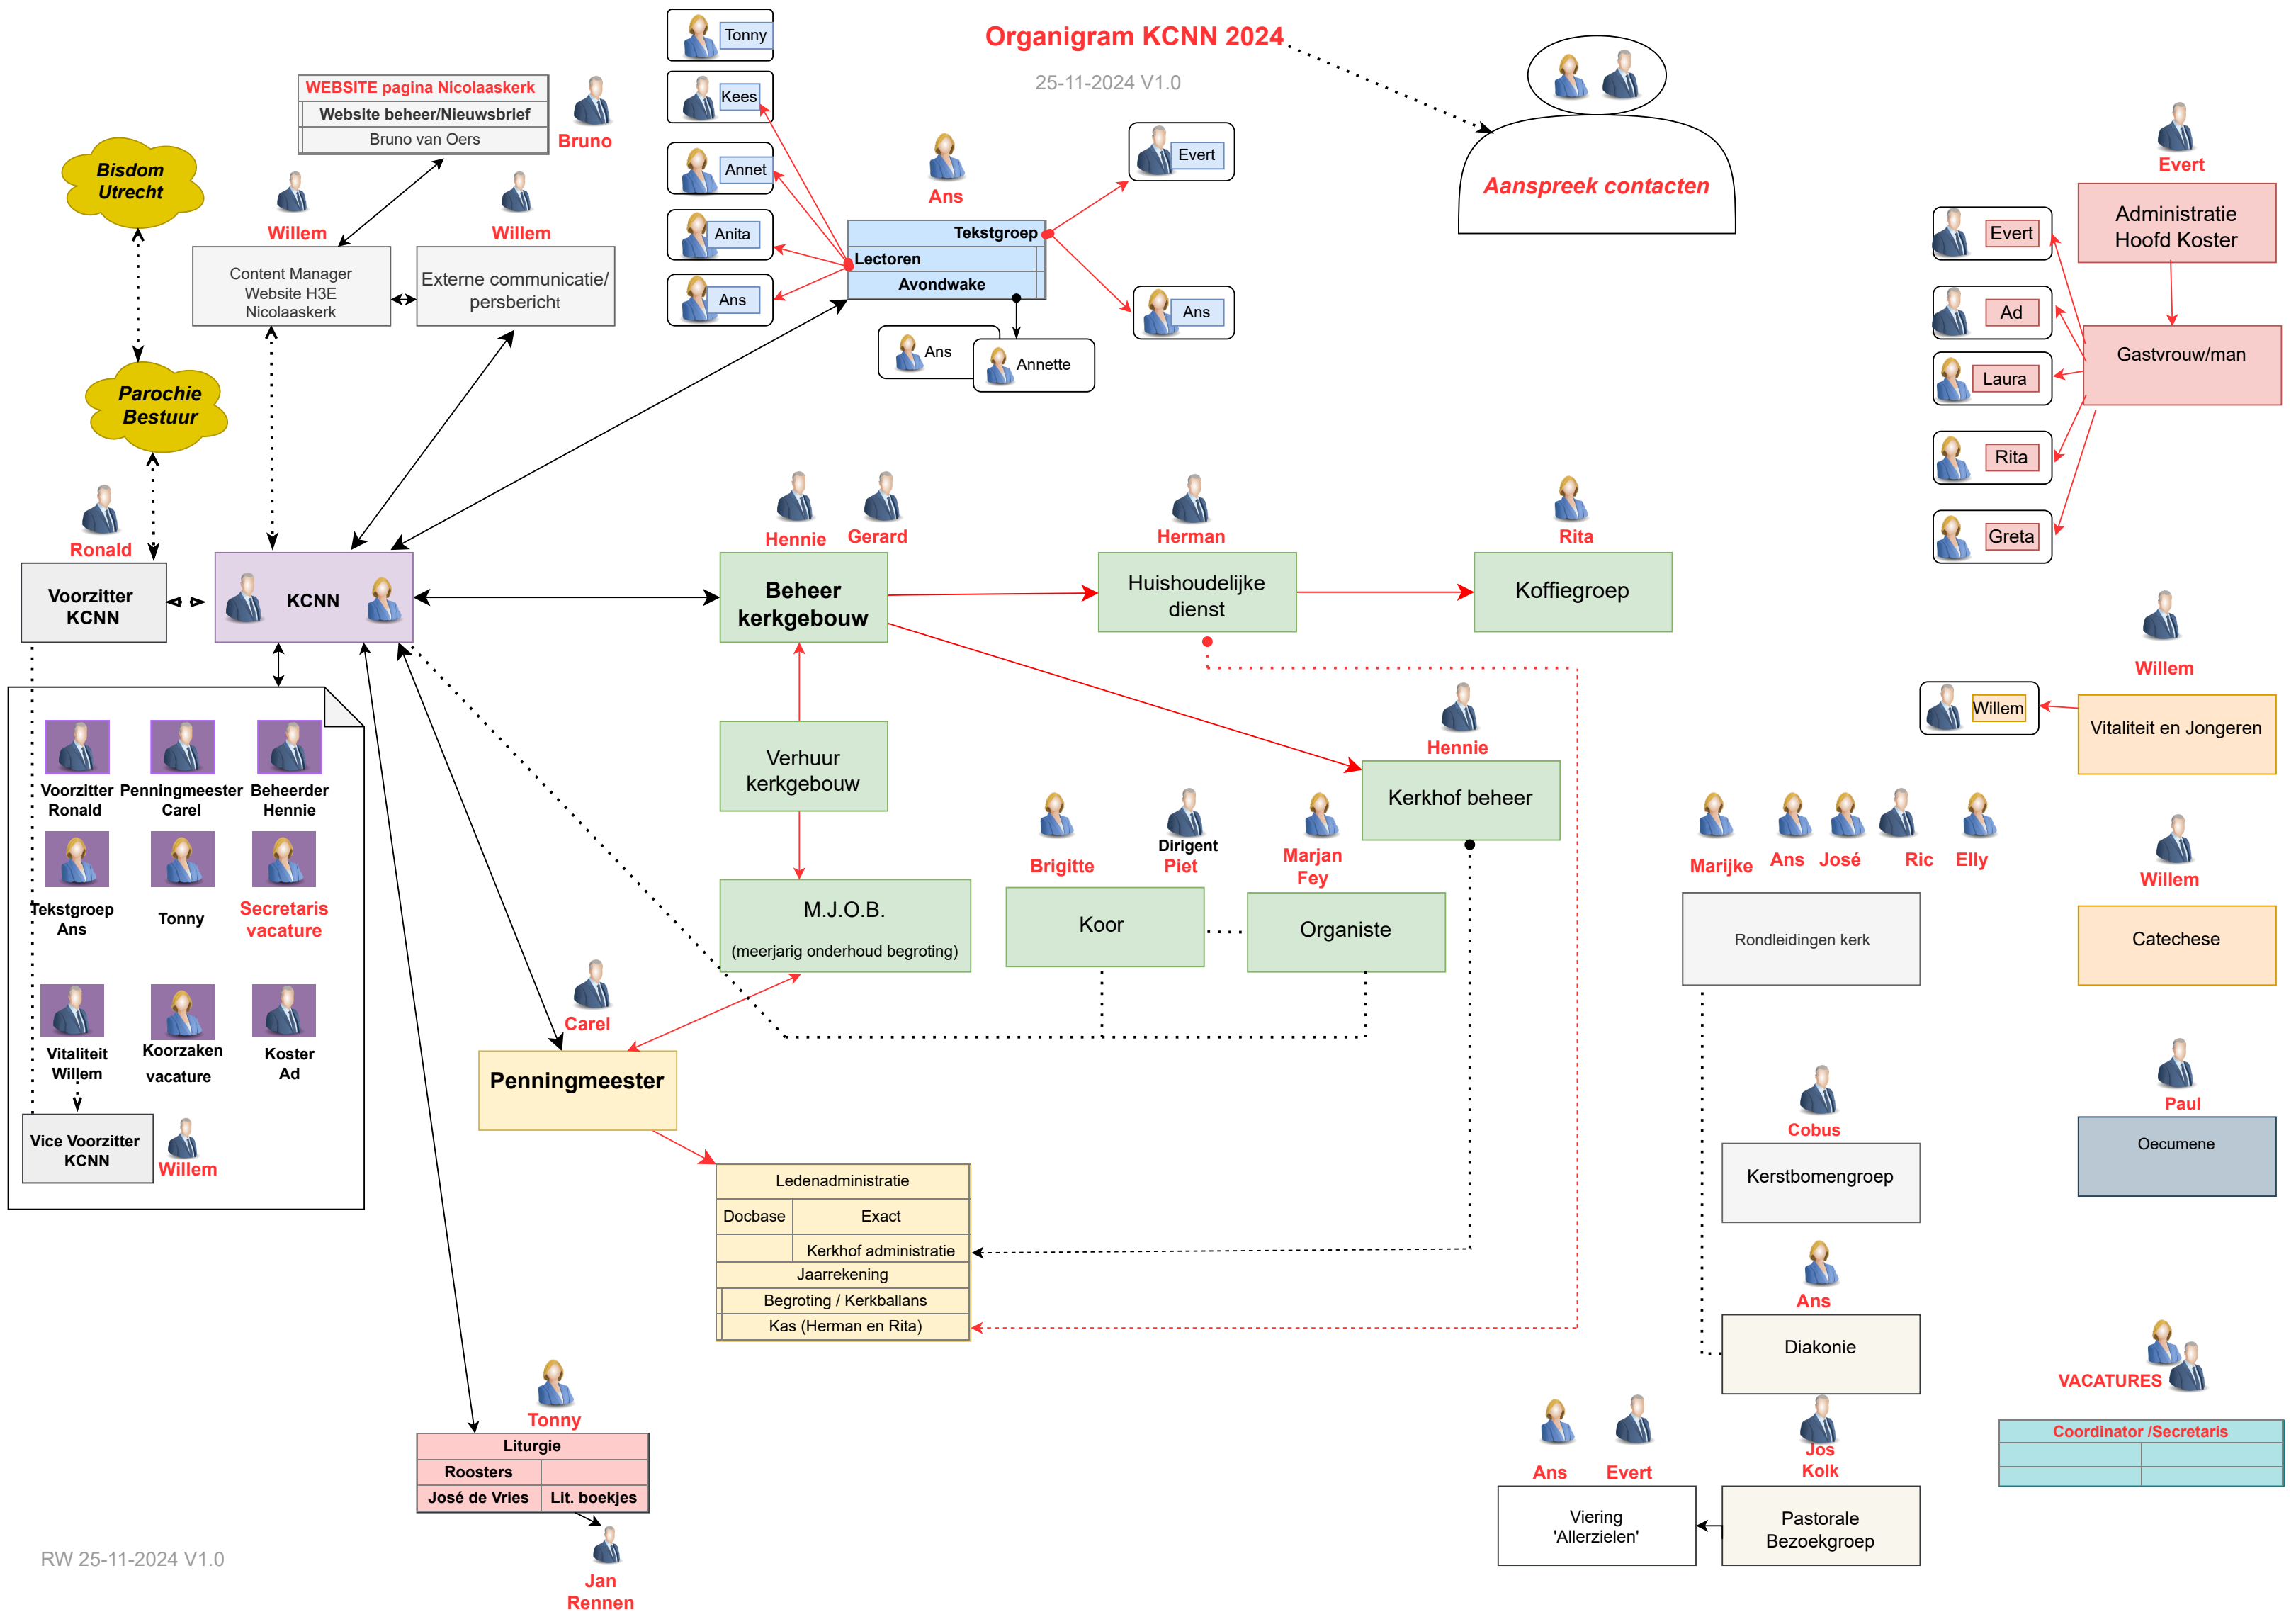 Organigram KCNN 2024
25-11-2024 V1.0
Aanspreek contacten
WEBSITE pagina Nicolaaskerk
Website beheer/Nieuwsbrief
Bruno van Oers
Bruno
Bisdom
Utrecht
Parochie
Bestuur
Willem
Content Manager
Website H3E
Nicolaaskerk
Willem
Externe communicatie/
persbericht
Tonny
Kees
Annet
Anita
Ans
Ans
Tekstgroep
Lectoren
Avondwake
Evert
Ans
Ans
Annette
Evert
Administratie
Hoofd Koster
Gastvrouw/man
Evert
Ad
Laura
Rita
Greta
Ronald
Voorzitter
KCNN
KCNN
Hennie
Gerard
Beheer
kerkgebouw
Herman
Huishoudelijke
dienst
Rita
Koffiegroep
Verhuur
kerkgebouw
Hennie
Kerkhof beheer
M.J.O.B.
(meerjarig onderhoud begroting)
Brigitte
Koor
Dirigent
Piet
Marjan
Fey
Organiste
Voorzitter
Ronald
Penningmeester
Carel
Beheerder
Hennie
Tekstgroep
Ans
Tonny
Secretaris
vacature
Vitaliteit
Willem
Koorzaken
vacature
Koster
Ad
Vice Voorzitter
KCNN
Willem
Carel
Penningmeester
Ledenadministratie
Docbase
Exact
Kerkhof administratie
Jaarrekening
Begroting / Kerkballans
Kas (Herman en Rita)
Tonny
Liturgie
Roosters
José de Vries
Lit. boekjes
Jan
Rennen
Willem
Willem
Vitaliteit en Jongeren
Marijke
Ans
José
Ric
Elly
Rondleidingen kerk
Willem
Catechese
Cobus
Kerstbomengroep
Paul
Oecumene
Ans
Diakonie
Ans
Evert
Viering
'Allerzielen'
Jos
Kolk
Pastorale
Bezoekgroep
VACATURES
Coordinator /Secretaris
RW 25-11-2024 V1.0